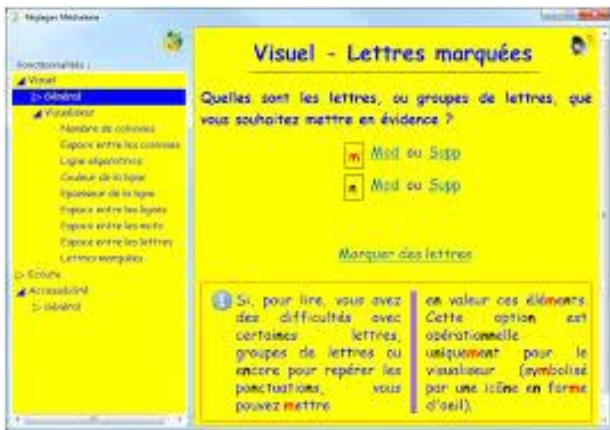 Réglages Médialexie
Fonctionnalités :
Visuel
Général
Visualiseur
Nombre de colonnes
Espace entre les colonnes
Ligne séparatrice
Couleur de la ligne
Epaisseur de la ligne
Espace entre les lignes
Espace entre les mots
Espace entre les lettres
Lettres marquées
Ecoute
Accessibilité
Général
Visuel - Lettres marquées
Quelles sont les lettres, ou groupes de lettres, que
vous souhaitez mettre en évidence ?
m Mod ou Supp
n Mod ou Supp
Marquer des lettres
Si, pour lire, vous avez
des difficultés avec
certaines lettres,
groupes de lettres ou
encore pour repérer les
ponctuations, vous
pouvez mettre
en valeur ces éléments.
Cette option est
opérationnelle
uniquement pour le
visualiseur (symbolisé
par une icône en forme
d'oeil).